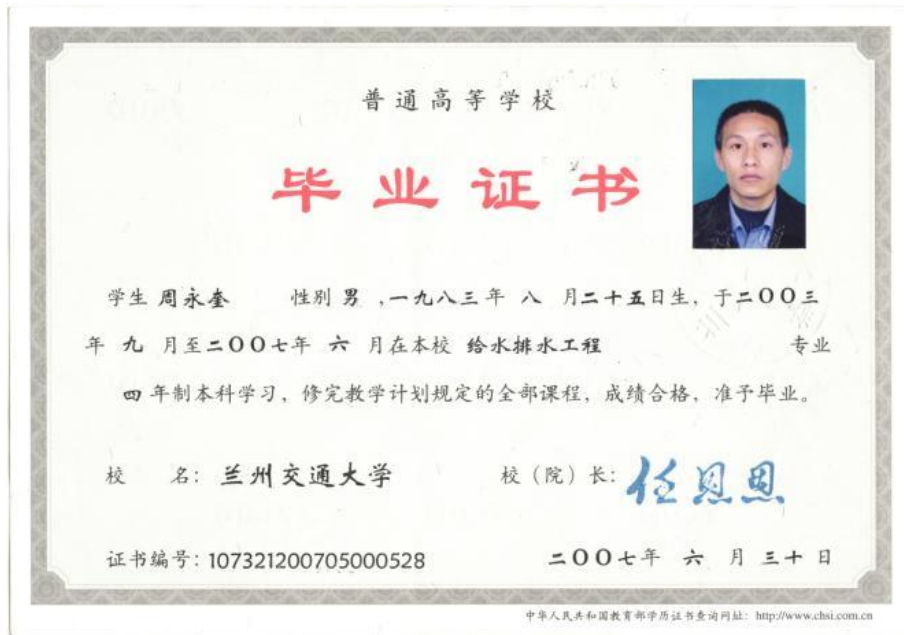 普通高等学校
毕业证书
学生 周永奎 性别 男 ,一九八三年 八 月二十五日生，于二〇〇三
年 九 月至二〇〇七年 六 月在本校 给水排水工程 专业
四 年制本科学习，修完教学计划规定的全部课程，成绩合格，准予毕业。
校 名：兰州交通大学 校（院）长：任恩恩
证书编号：107321200705000528 二〇〇七年 六 月 三十 日
中华人民共和国教育部学历证书查询网址：http://www.chsi.com.cn